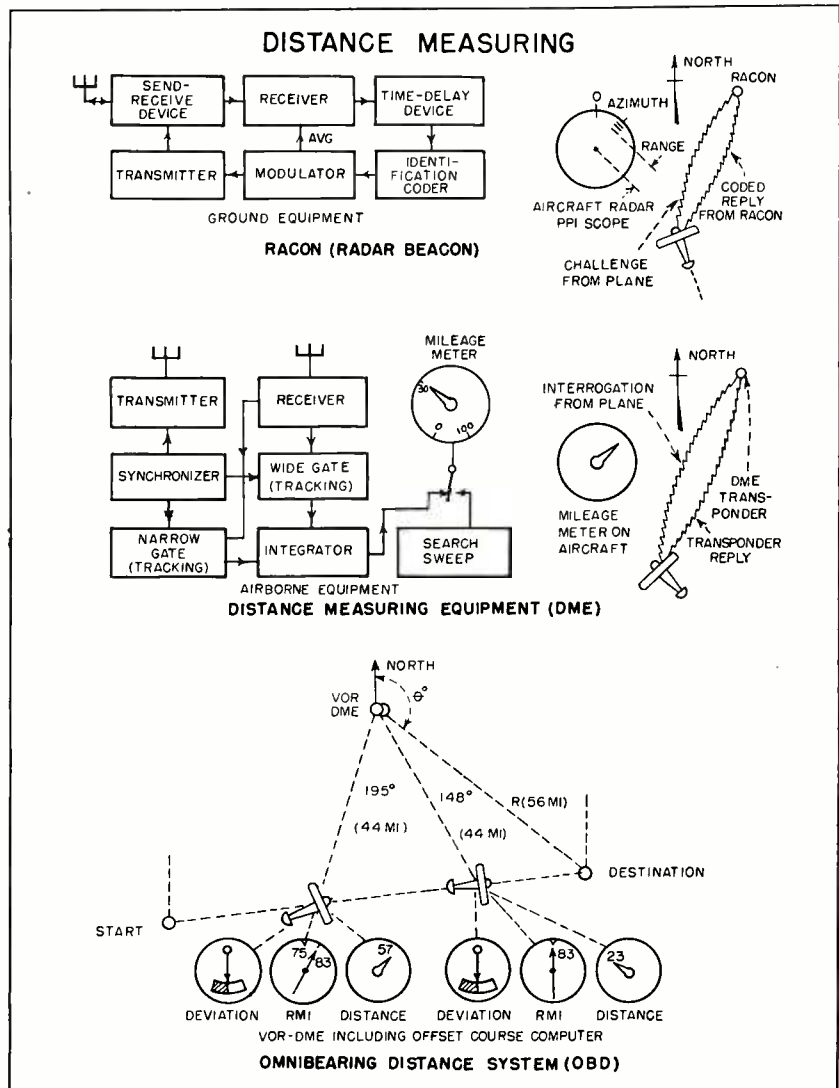 DISTANCE MEASURING
SEND-
RECEIVE
DEVICE
RECEIVER
TIME-DELAY
DEVICE
TRANSMITTER
AVG
MODULATOR
IDENTI-
FICATION
CODER
GROUND EQUIPMENT
RACON (RADAR BEACON)
NORTH
RACON
O
AZIMUTH
RANGE
AIRCRAFT RADAR
PPI SCOPE
CODED
REPLY
FROM RACON
CHALLENGE
FROM PLANE
TRANSMITTER
RECEIVER
SYNCHRONIZER
WIDE GATE
(TRACKING)
NARROW
GATE
(TRACKING)
INTEGRATOR
MILEAGE
METER
30
0
100
SEARCH
SWEEP
AIRBORNE EQUIPMENT
DISTANCE MEASURING EQUIPMENT (DME)
NORTH
INTERROGATION
FROM PLANE
MILEAGE
METER ON
AIRCRAFT
DME
TRANS-
PONDER
TRANSPONDER
REPLY
NORTH
VOR
DME
θ°
195°
(44 MI)
148°
(44 MI)
R(56MI)
DESTINATION
START
75
83
57
83
23
DEVIATION RMI DISTANCE DEVIATION RMI DISTANCE
VOR-DME INCLUDING OFFSET COURSE COMPUTER
OMNIBEARING DISTANCE SYSTEM (OBD)